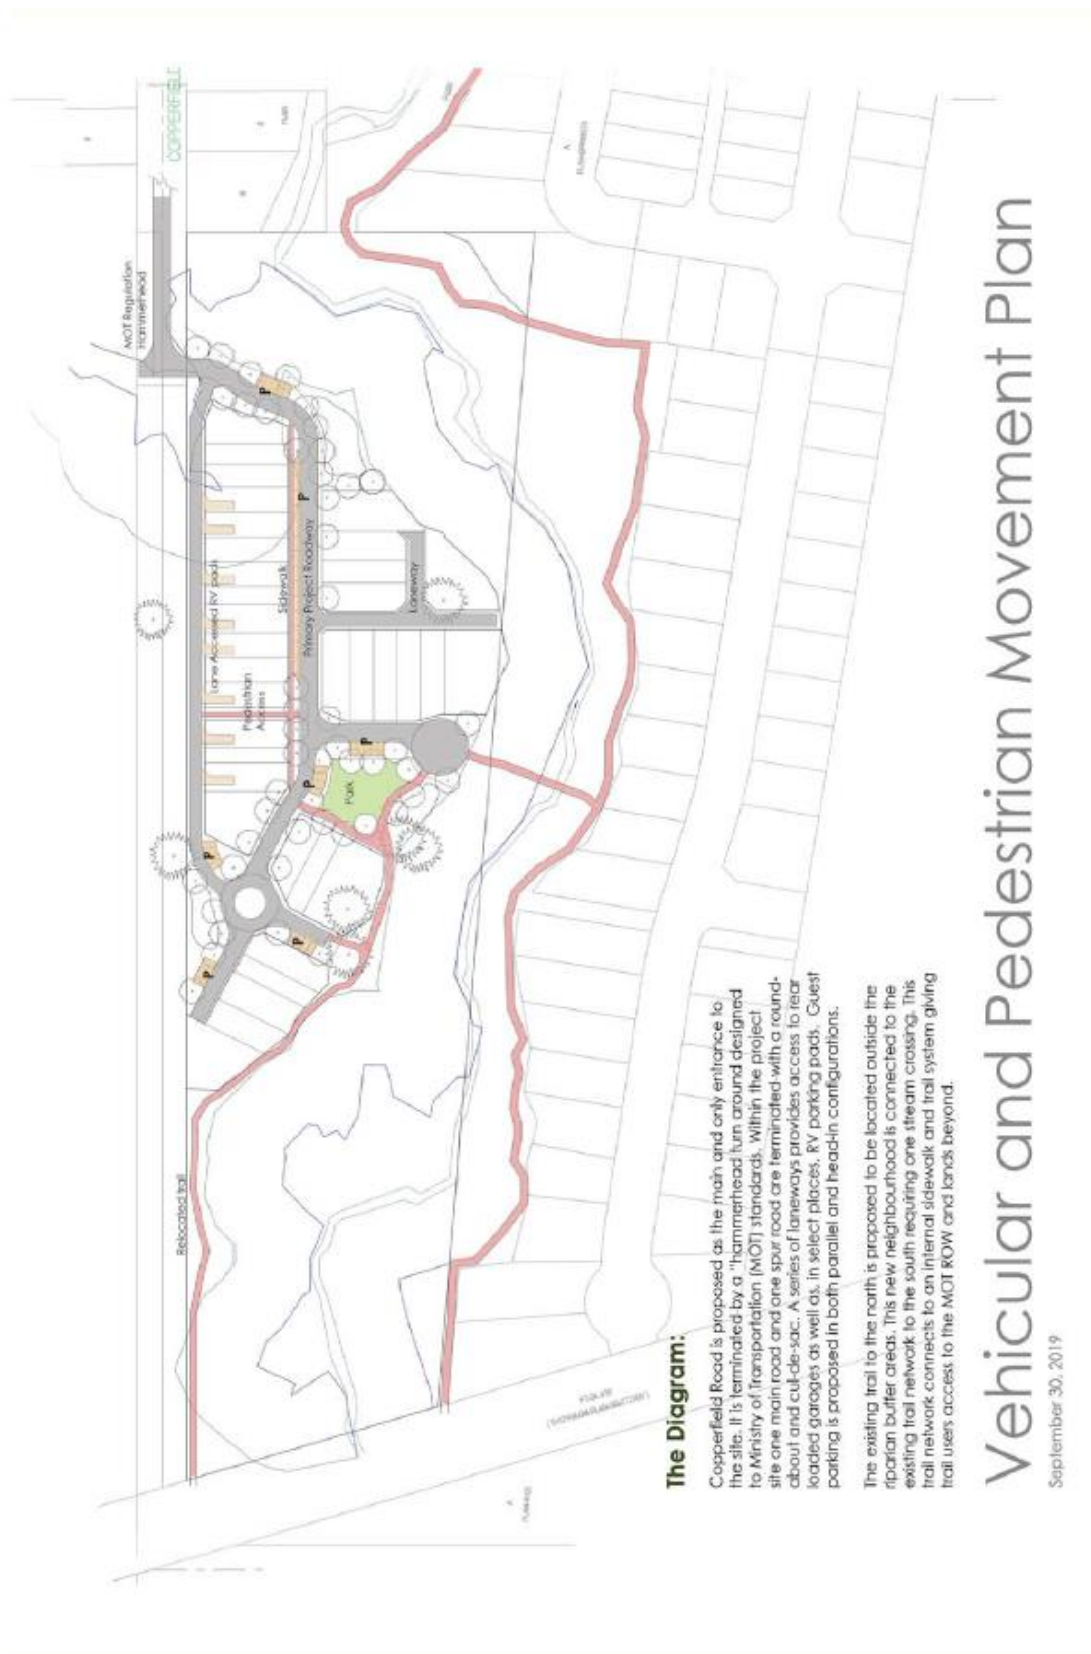 COPPERFIELD
MOT Regulation
Hammerhead
P
Lane Accessed RV pads
Sidewalk
P
Primary Project Roadway
Laneway
Pedestrian
Access
P
P
Park
P
P
P
Relocated trail
The Diagram:
Copperfield Road is proposed as the main and only entrance to
the site. It is terminated by a "hammerhead turn around designed
to Ministry of Transportation (MOT) standards. Within the project
site one main road and one spur road are terminated with a round-
about and cul-de-sac. A series of laneways provides access to rear
loaded garages as well as, in select places, RV parking pads. Guest
parking is proposed in both parallel and head-in configurations.
The existing trail to the north is proposed to be located outside the
riparian buffer areas. This new neighbourhood is connected to the
existing trail network to the south requiring one stream crossing. This
trail network connects to an internal sidewalk and trail system giving
trail users access to the MOT ROW and lands beyond.
Vehicular and Pedestrian Movement Plan
September 30, 2019